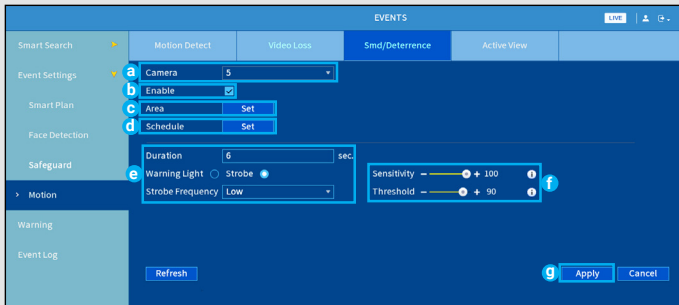 EVENTS
LIVE
Smart Search
Motion Detect
Video Loss
Smd/Deterrence
Active View
Event Settings
a Camera 5
b Enable
c Area Set
Smart Plan
d Schedule Set
Face Detection
Safeguard
e
Duration 6 sec.
Warning Light Strobe
Strobe Frequency Low
Sensitivity - + 100
Threshold - + 90
f
> Motion
Warning
Event Log
Refresh
g Apply
Cancel